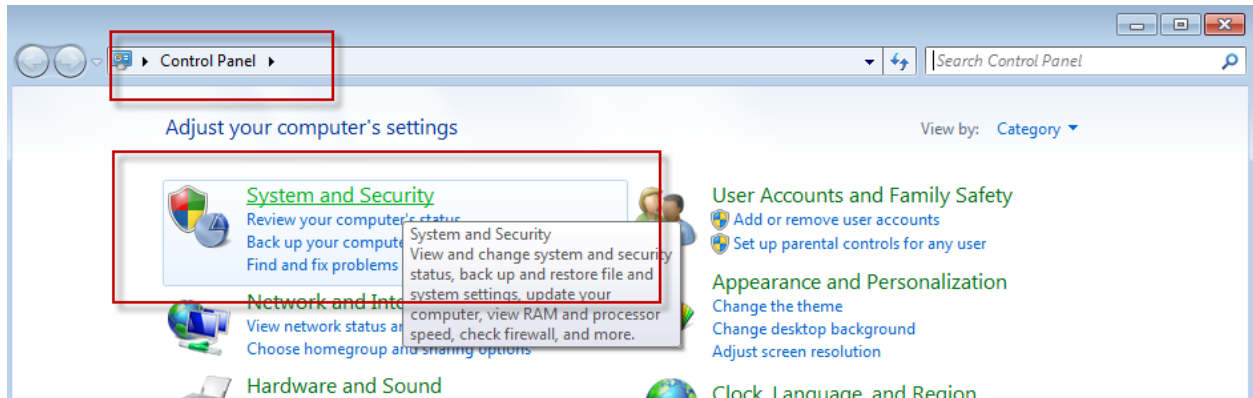 Control Panel
Search Control Panel
Adjust your computer's settings
View by: Category
System and Security
Review your computer's status
Back up your compute
Find and fix problems
System and Security
View and change system and security
status, back up and restore file and
system settings, update your
computer, view RAM and processor
speed, check firewall, and more.
Network and Inte
View network status a
Choose homegroup and sharing options
Hardware and Sound
User Accounts and Family Safety
Add or remove user accounts
Set up parental controls for any user
Appearance and Personalization
Change the theme
Change desktop background
Adjust screen resolution
Clock, Language, and Region